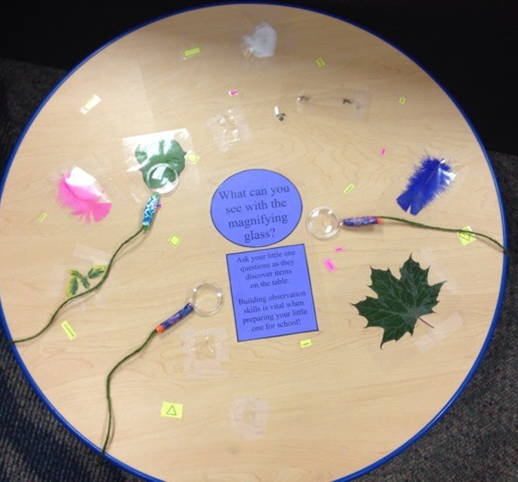 What can you
see with the
magnifying
glass?
Ask your little one
questions as they
discover items
on the table.
Building observation
skills is vital when
preparing your little
one for school!